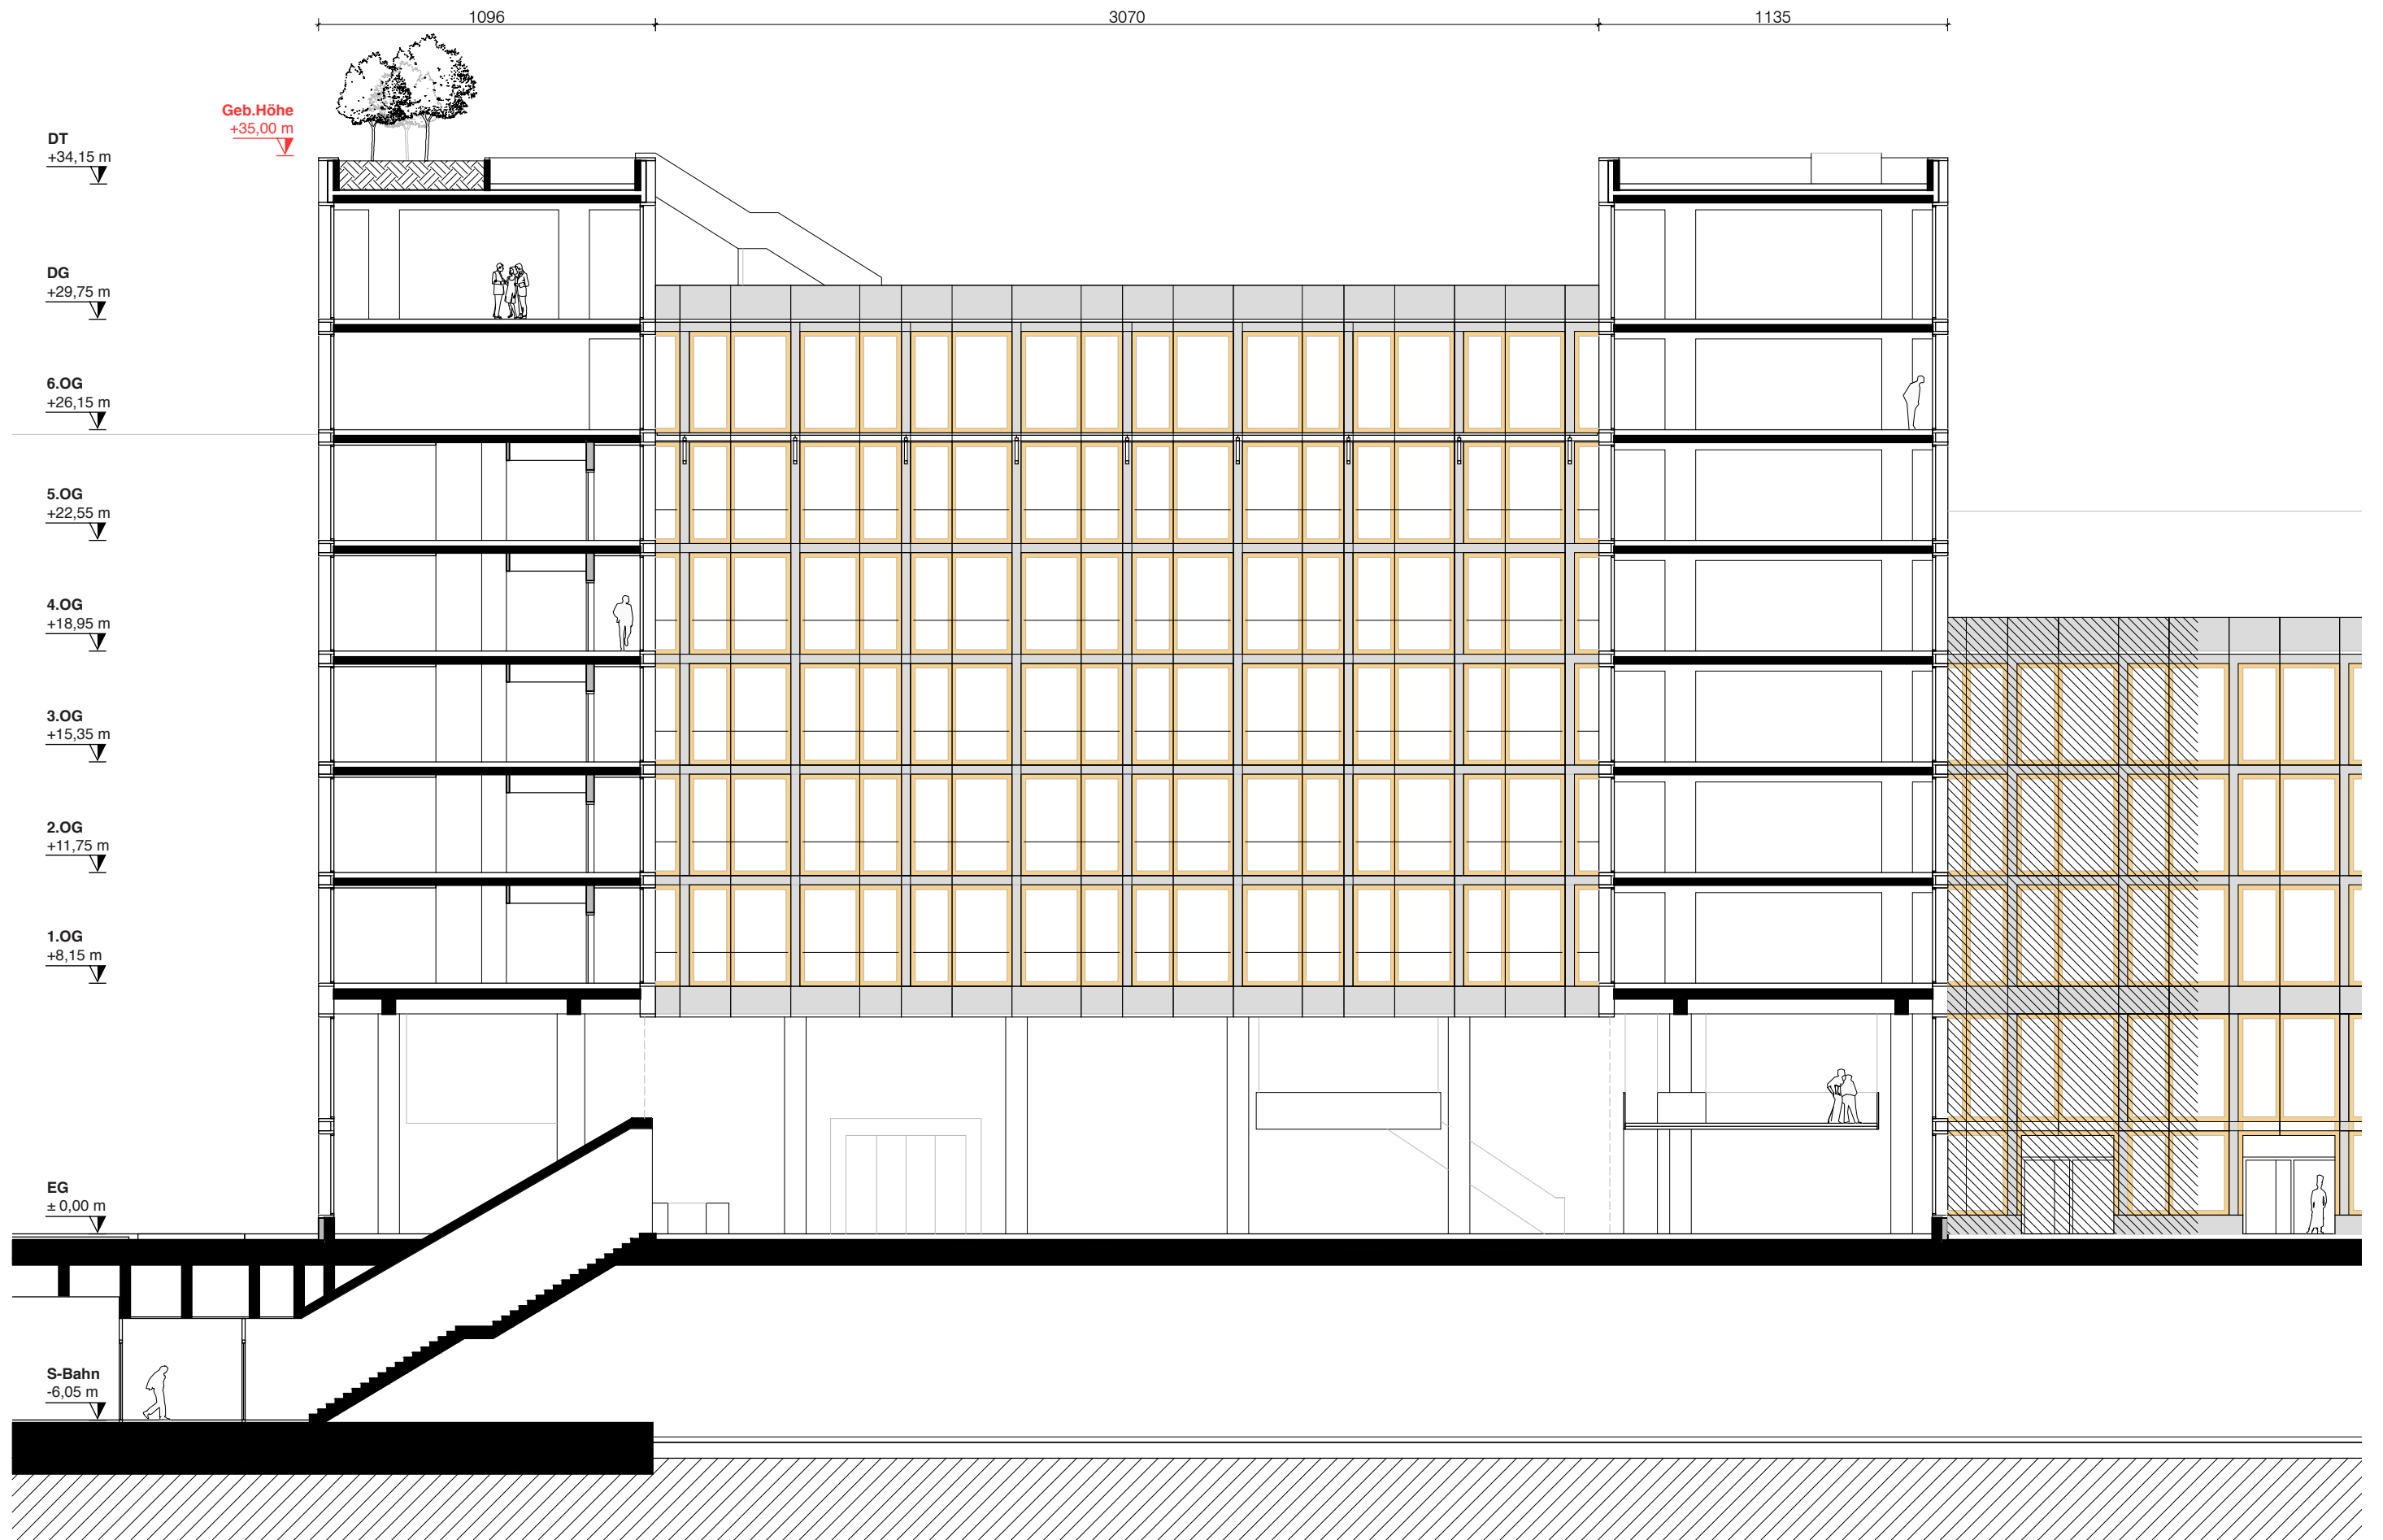 1096
3070
1135
Geb.Höhe
+35,00 m
DT
+34,15 m
DG
+29,75 m
6.OG
+26,15 m
5.OG
+22,55 m
4.OG
+18,95 m
3.OG
+15,35 m
2.OG
+11,75 m
1.OG
+8,15 m
EG
± 0,00 m
S-Bahn
-6,05 m